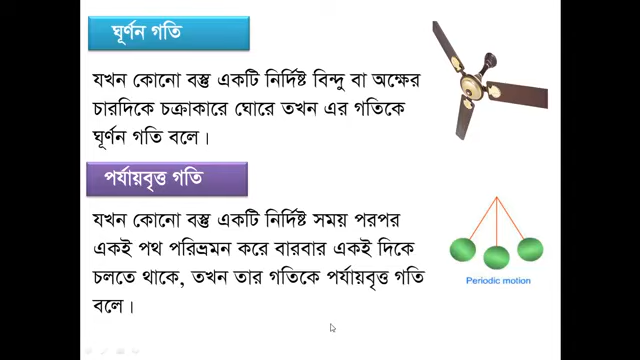 ঘূর্ণন গতি
যখন কোনো বস্তু একটি নির্দিষ্ট বিন্দু বা অক্ষের
চারদিকে চক্রাকারে ঘোরে তখন এর গতিকে
ঘূর্ণন গতি বলে।
পর্যায়বৃত্ত গতি
যখন কোনো বস্তু একটি নির্দিষ্ট সময় পরপর
একই পথ পরিভ্রমন করে বারবার একই দিকে
চলতে থাকে, তখন তার গতিকে পর্যায়বৃত্ত গতি
বলে।
Periodic motion